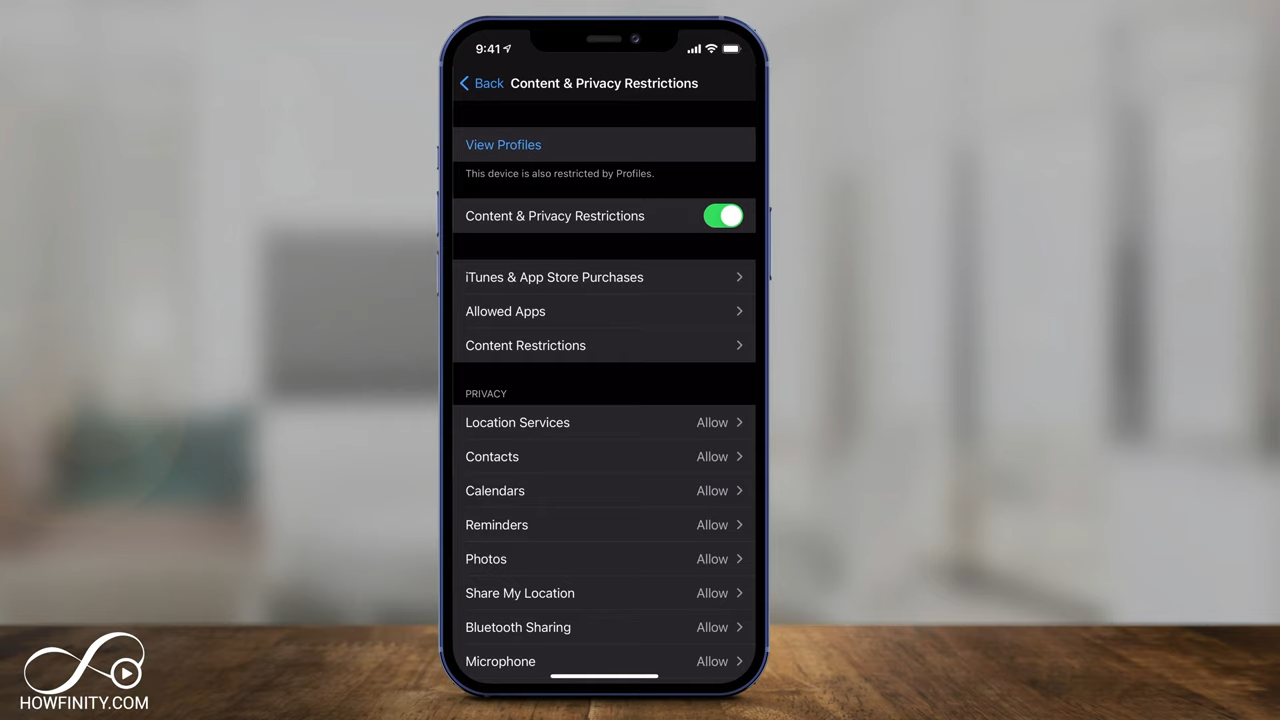 9:41
Back Content & Privacy Restrictions
View Profiles
This device is also restricted by Profiles.
Content & Privacy Restrictions
iTunes & App Store Purchases
Allowed Apps
Content Restrictions
PRIVACY
Location Services Allow
Contacts Allow
Calendars Allow
Reminders Allow
Photos Allow
Share My Location Allow
Bluetooth Sharing Allow
Microphone Allow
HOWFINITY.COM